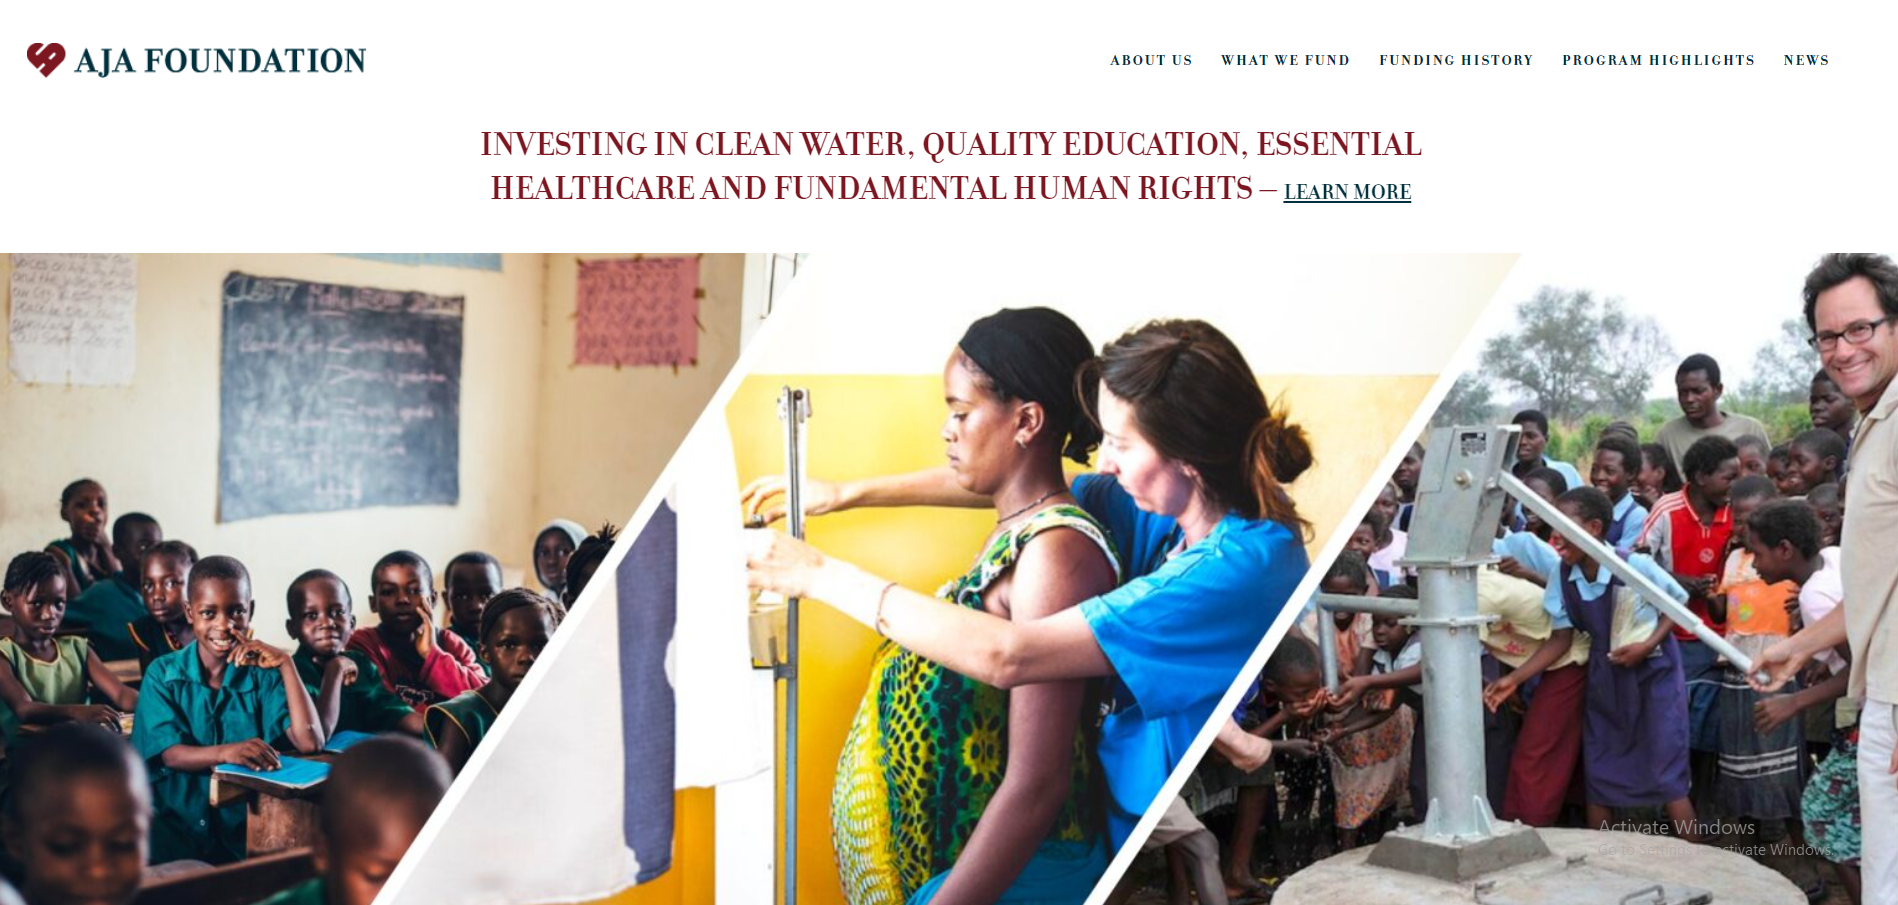 AJA FOUNDATION
ABOUT US WHAT WE FUND FUNDING HISTORY PROGRAM HIGHLIGHTS NEWS
INVESTING IN CLEAN WATER, QUALITY EDUCATION, ESSENTIAL
HEALTHCARE AND FUNDAMENTAL HUMAN RIGHTS — LEARN MORE
Activate Windows
Go to Settings to activate Windows.